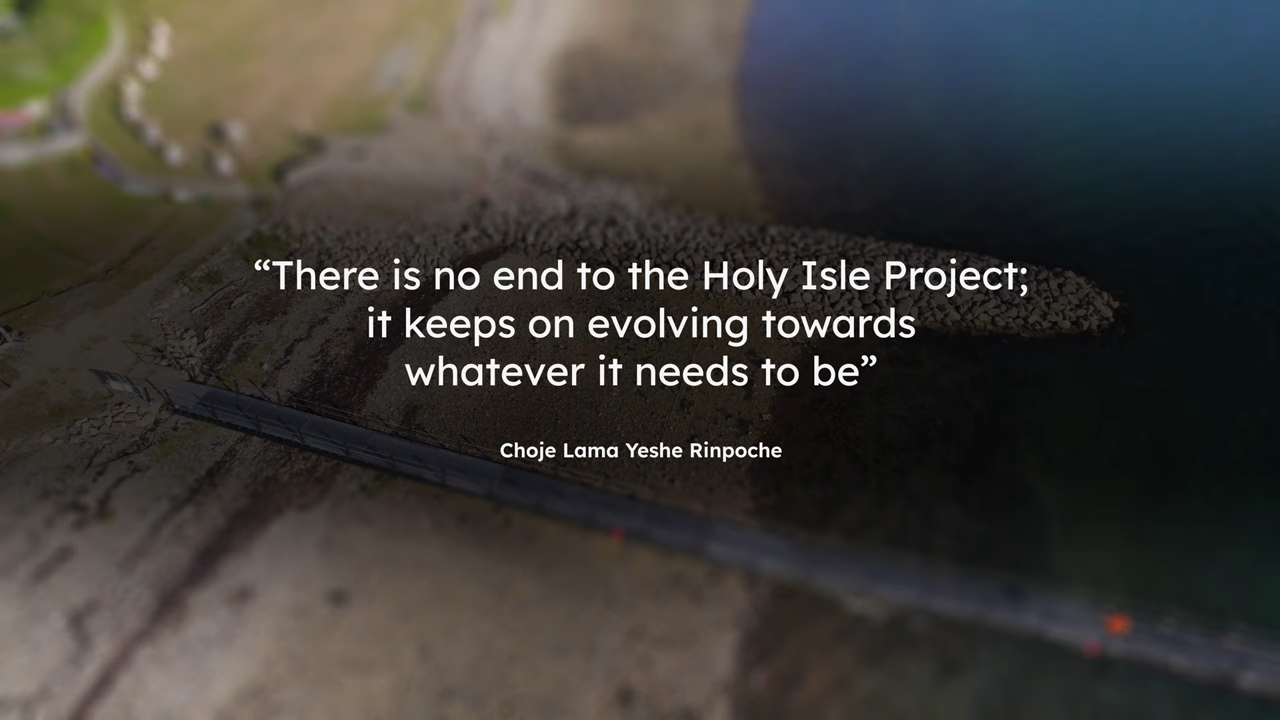 “There is no end to the Holy Isle Project;
it keeps on evolving towards
whatever it needs to be”
Choje Lama Yeshe Rinpoche